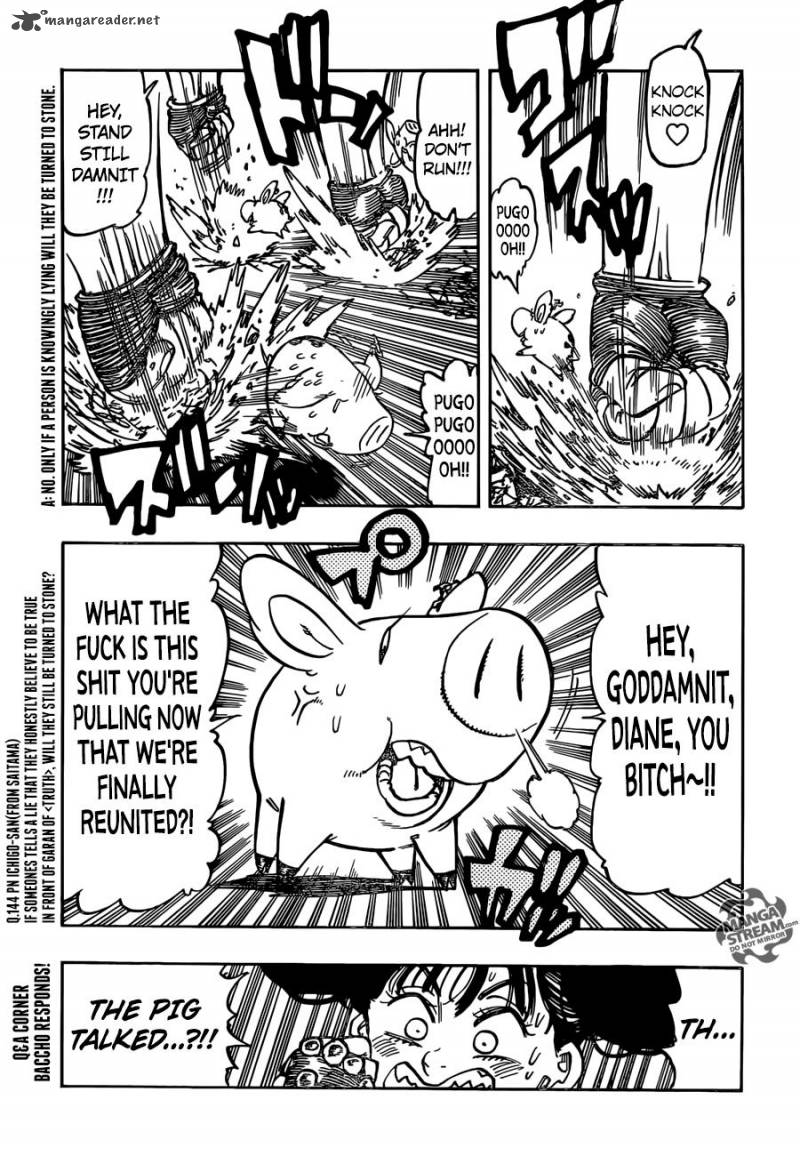 mangareader.net
KNOCK
KNOCK
♡
PUGO
OOOO
OH!!
AHH!
DON'T
RUN!!!
HEY,
STAND
STILL
DAMNIT
!!!
PUGO
PUGO
OOOO
OH!!
HEY,
GODDAMNIT,
DIANE, YOU
BITCH~!!
WHAT THE
FUCK IS THIS
SHIT YOU'RE
PULLING NOW
THAT WE'RE
FINALLY
REUNITED?!
TH...
THE PIG
TALKED...?!!
Q&A CORNER
BACCHO RESPONDS!
Q.144 PN ICHIGO-SAN(FROM SAITAMA)
IF SOMEONES TELLS A LIE THAT THEY HONESTLY BELIEVE TO BE TRUE
IN FRONT OF GARAN OF <TRUTH>, WILL THEY STILL BE TURNED TO STONE?
A: NO. ONLY IF A PERSON IS KNOWINGLY LYING WILL THEY BE TURNED TO STONE.
MANGA
STREAM.com
DO NOT MIRROR